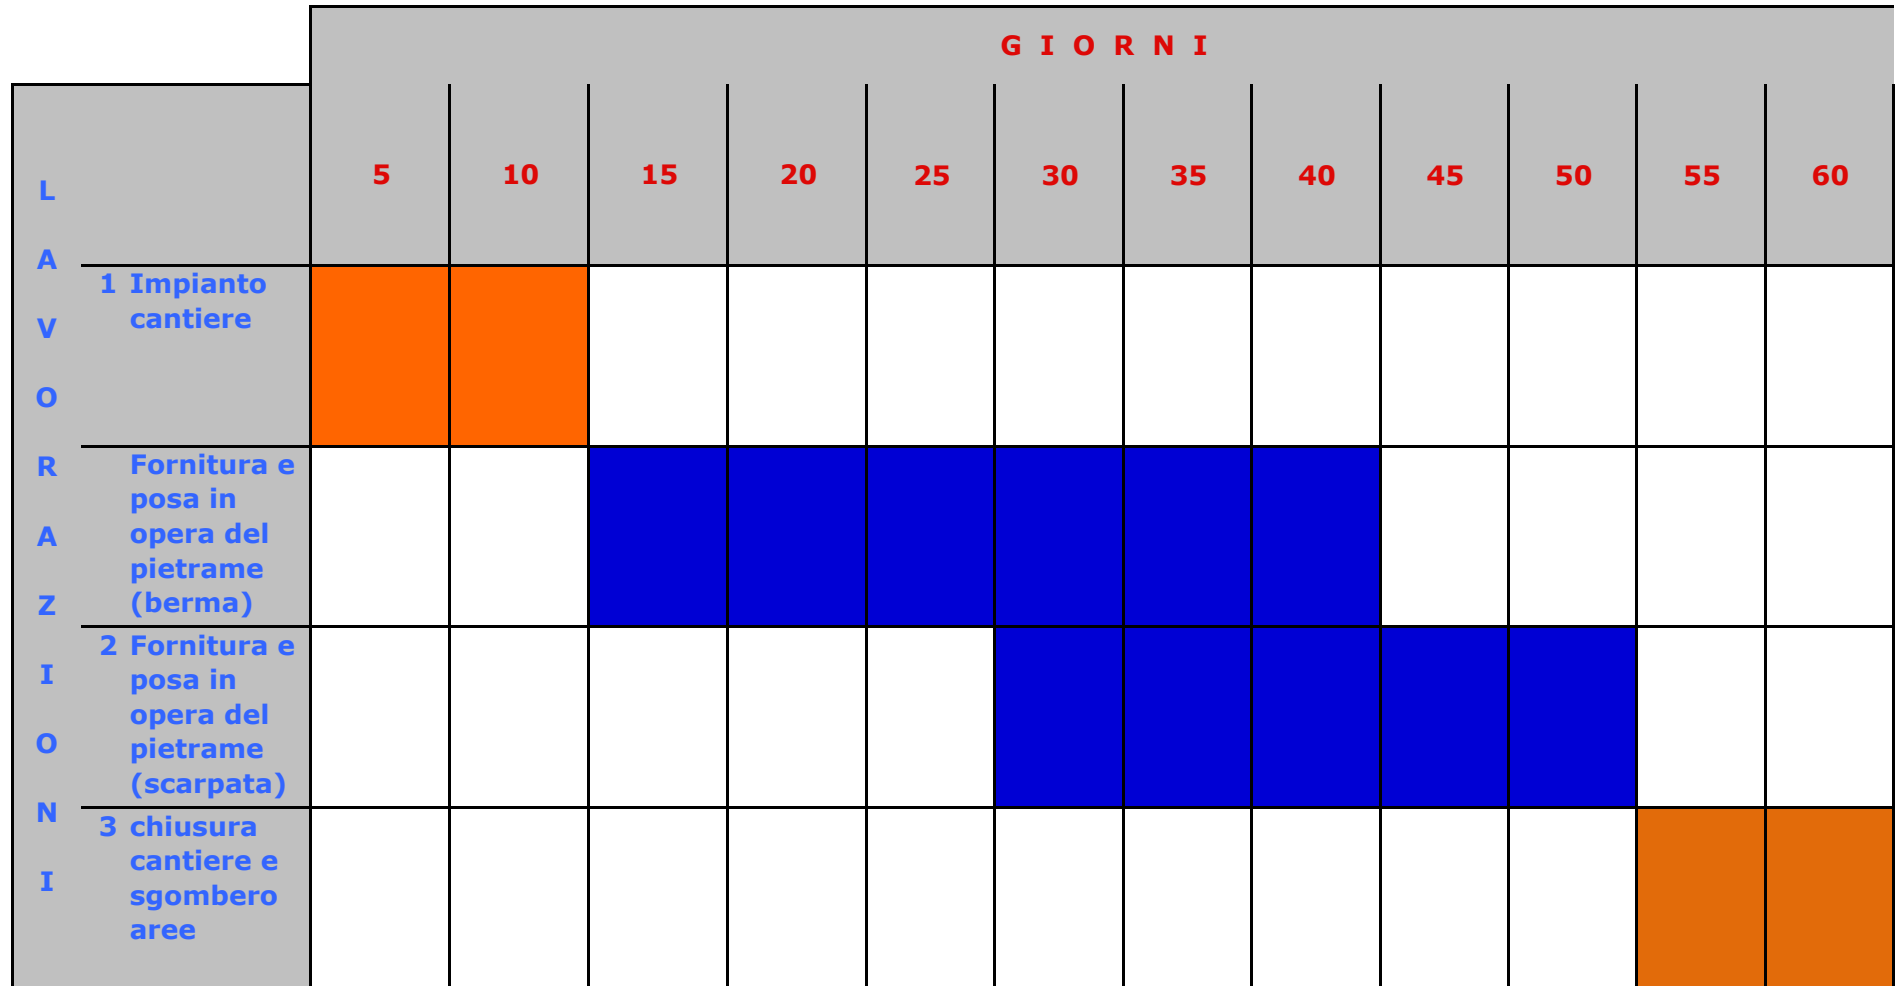 G I O R N I
5 10 15 20 25 30 35 40 45 50 55 60
L
A
V
O
R
A
Z
I
O
N
I
1 Impianto
cantiere
Fornitura e
posa in
opera del
pietrame
(berma)
2 Fornitura e
posa in
opera del
pietrame
(scarpata)
3 chiusura
cantiere e
sgombero
aree